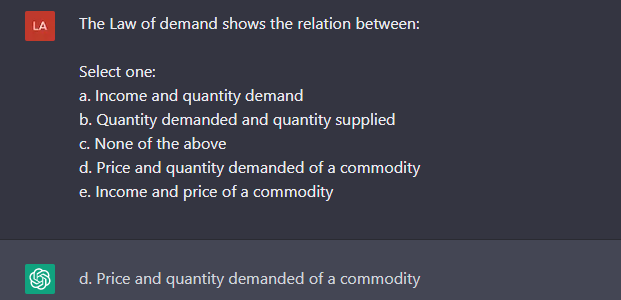 LA
The Law of demand shows the relation between:
Select one:
a. Income and quantity demand
b. Quantity demanded and quantity supplied
c. None of the above
d. Price and quantity demanded of a commodity
e. Income and price of a commodity
d. Price and quantity demanded of a commodity